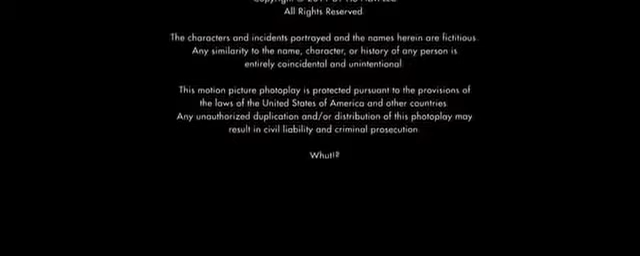 All Rights Reserved
The characters and incidents portrayed and the names herein are fictitious.
Any similarity to the name, character, or history of any person is
entirely coincidental and unintentional.
This motion picture photoplay is protected pursuant to the provisions of
the laws of the United States of America and other countries.
Any unauthorized duplication and/or distribution of this photoplay may
result in civil liability and criminal prosecution.
Whut!?